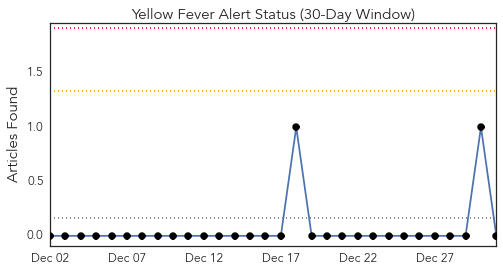 Yellow Fever Alert Status (30-Day Window)
Articles Found
1.5
1.0
0.5
0.0
Dec 02 Dec 07 Dec 12 Dec 17 Dec 22 Dec 27